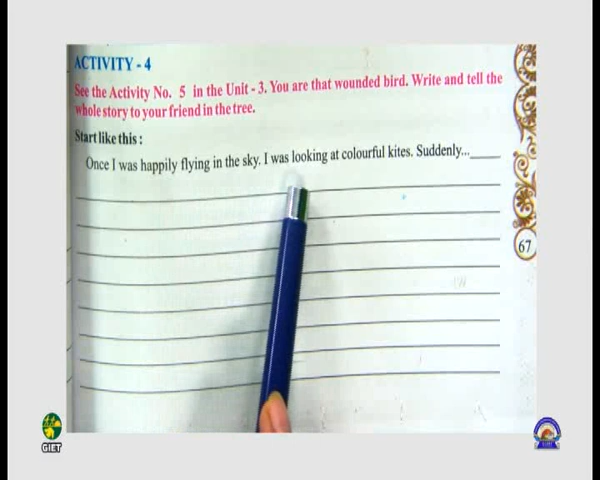 ACTIVITY - 4
See the Activity No. 5 in the Unit - 3. You are that wounded bird. Write and tell the
whole story to your friend in the tree.
Start like this :
Once I was happily flying in the sky. I was looking at colourful kites. Suddenly...
67
GIET